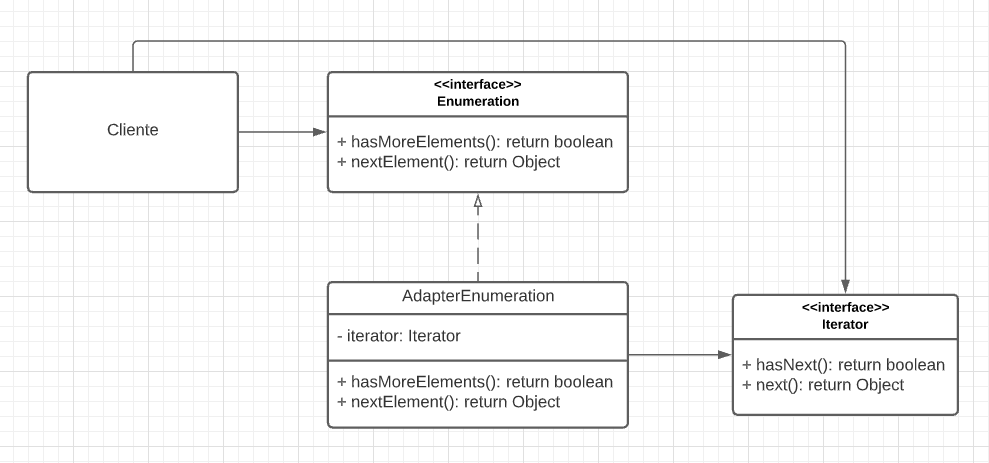 Cliente
<<interface>>
Enumeration
+ hasMoreElements(): return boolean
+ nextElement(): return Object
AdapterEnumeration
- iterator: Iterator
+ hasMoreElements(): return boolean
+ nextElement(): return Object
<<interface>>
Iterator
+ hasNext(): return boolean
+ next(): return Object